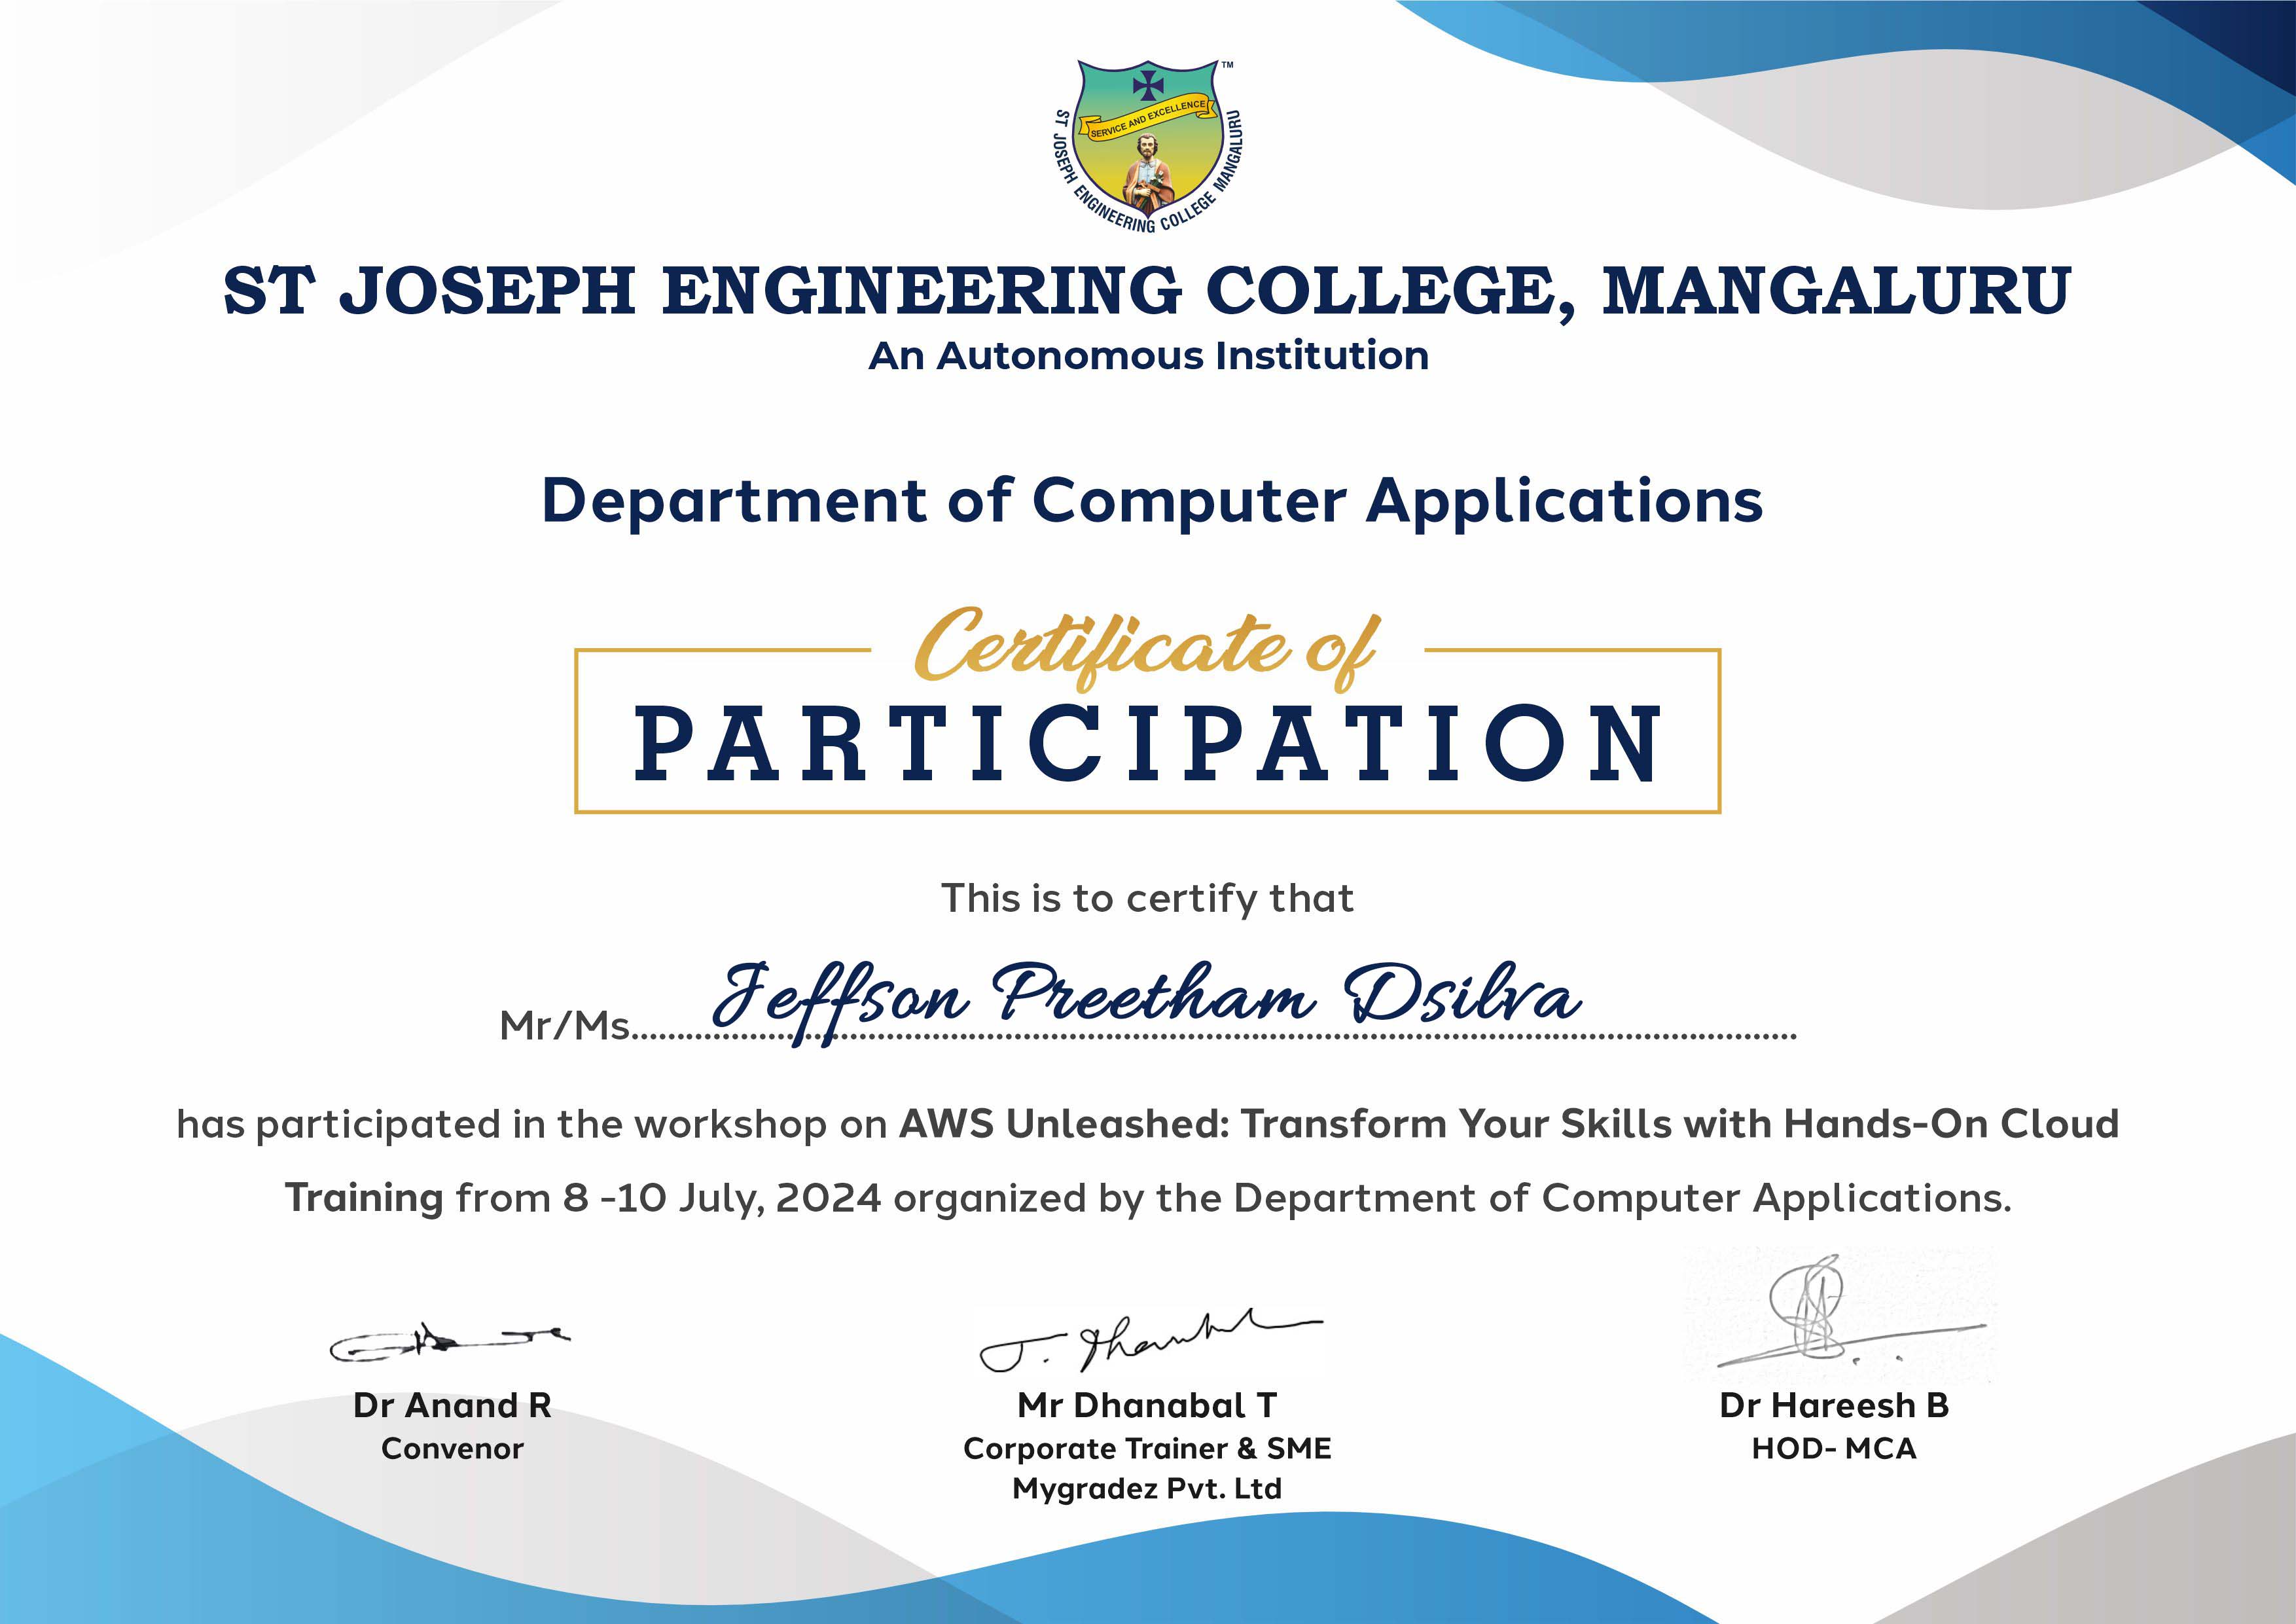 SERVICE AND EXCELLENCE
ST JOSEPH ENGINEERING COLLEGE MANGALURU
TM
ST JOSEPH ENGINEERING COLLEGE, MANGALURU
An Autonomous Institution
Department of Computer Applications
Certificate of
PARTICIPATION
This is to certify that
Mr/Ms. Jeffson Preetham Dsilva
has participated in the workshop on AWS Unleashed: Transform Your Skills with Hands-On Cloud
Training from 8 -10 July, 2024 organized by the Department of Computer Applications.
Dr Anand R
Convenor
J. Dhanabal
Mr Dhanabal T
Corporate Trainer & SME
Mygradez Pvt. Ltd
Dr Hareesh B
HOD- MCA